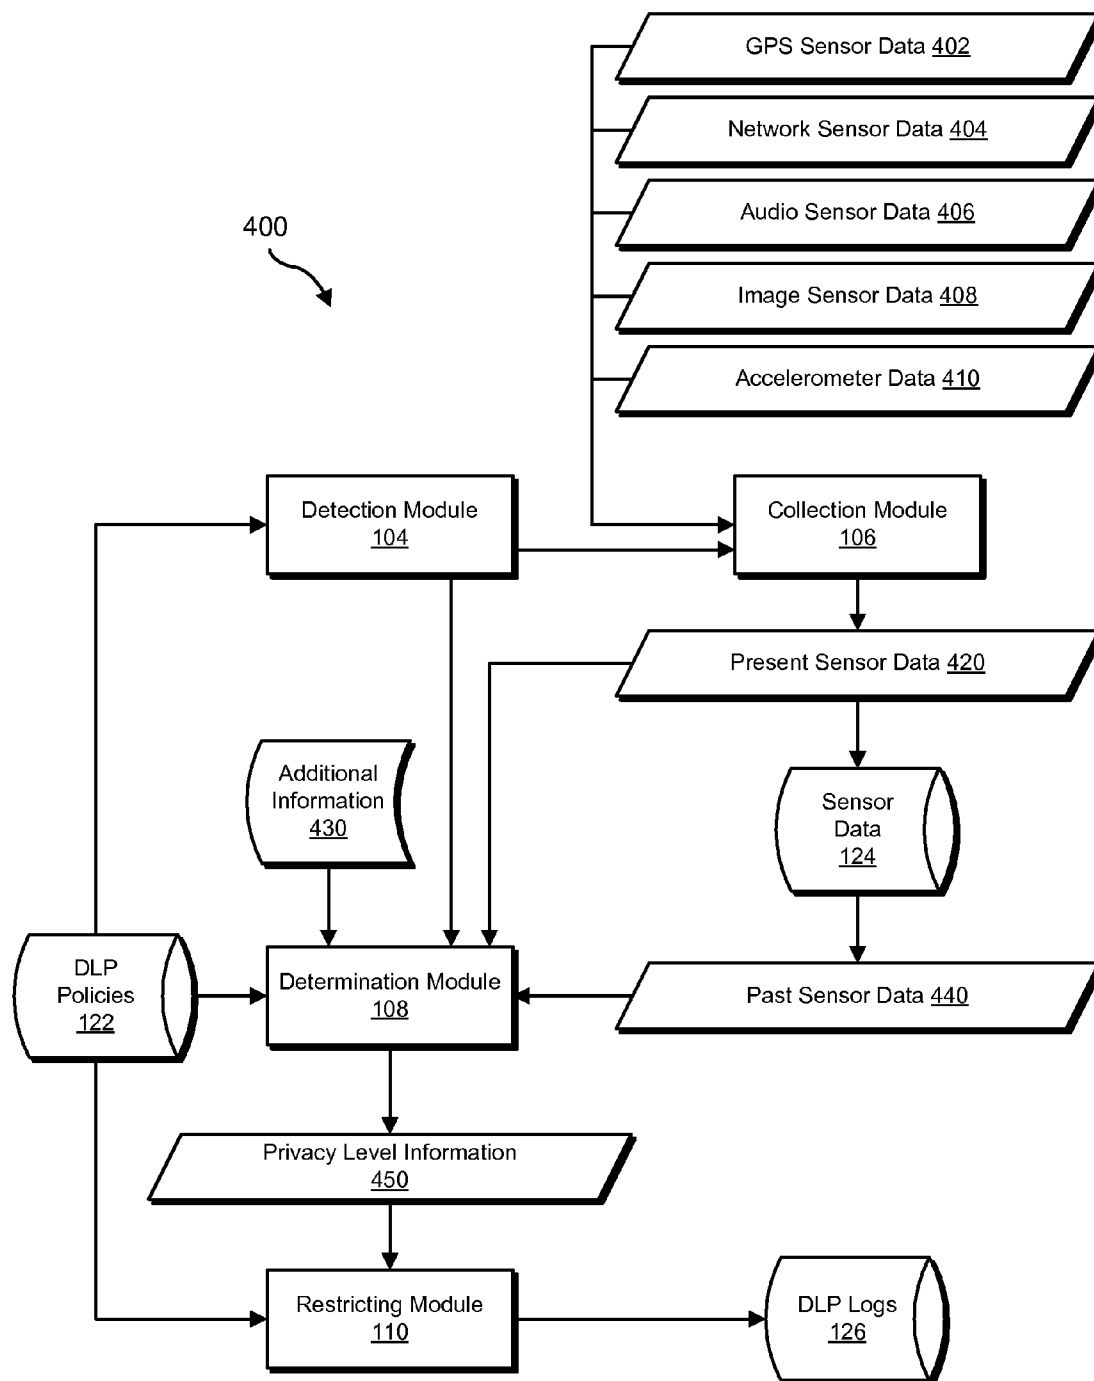 GPS Sensor Data 402
Network Sensor Data 404
Audio Sensor Data 406
400
Image Sensor Data 408
Accelerometer Data 410
Detection Module
104
Collection Module
106
Present Sensor Data 420
Additional
Information
430
Sensor
Data
124
DLP
Policies
122
Determination Module
108
Past Sensor Data 440
Privacy Level Information
450
Restricting Module
110
DLP Logs
126